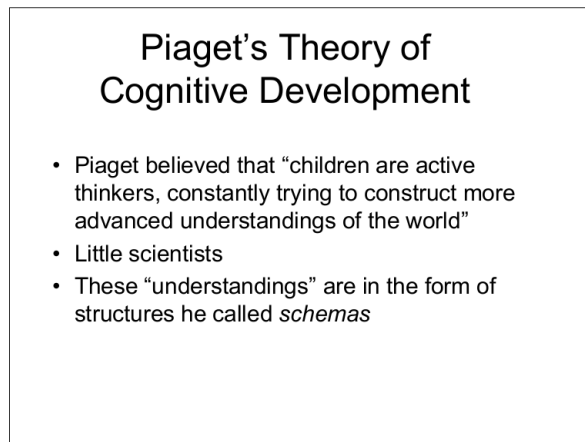 Piaget’s Theory of
Cognitive Development
• Piaget believed that “children are active
thinkers, constantly trying to construct more
advanced understandings of the world”
• Little scientists
• These “understandings” are in the form of
structures he called schemas